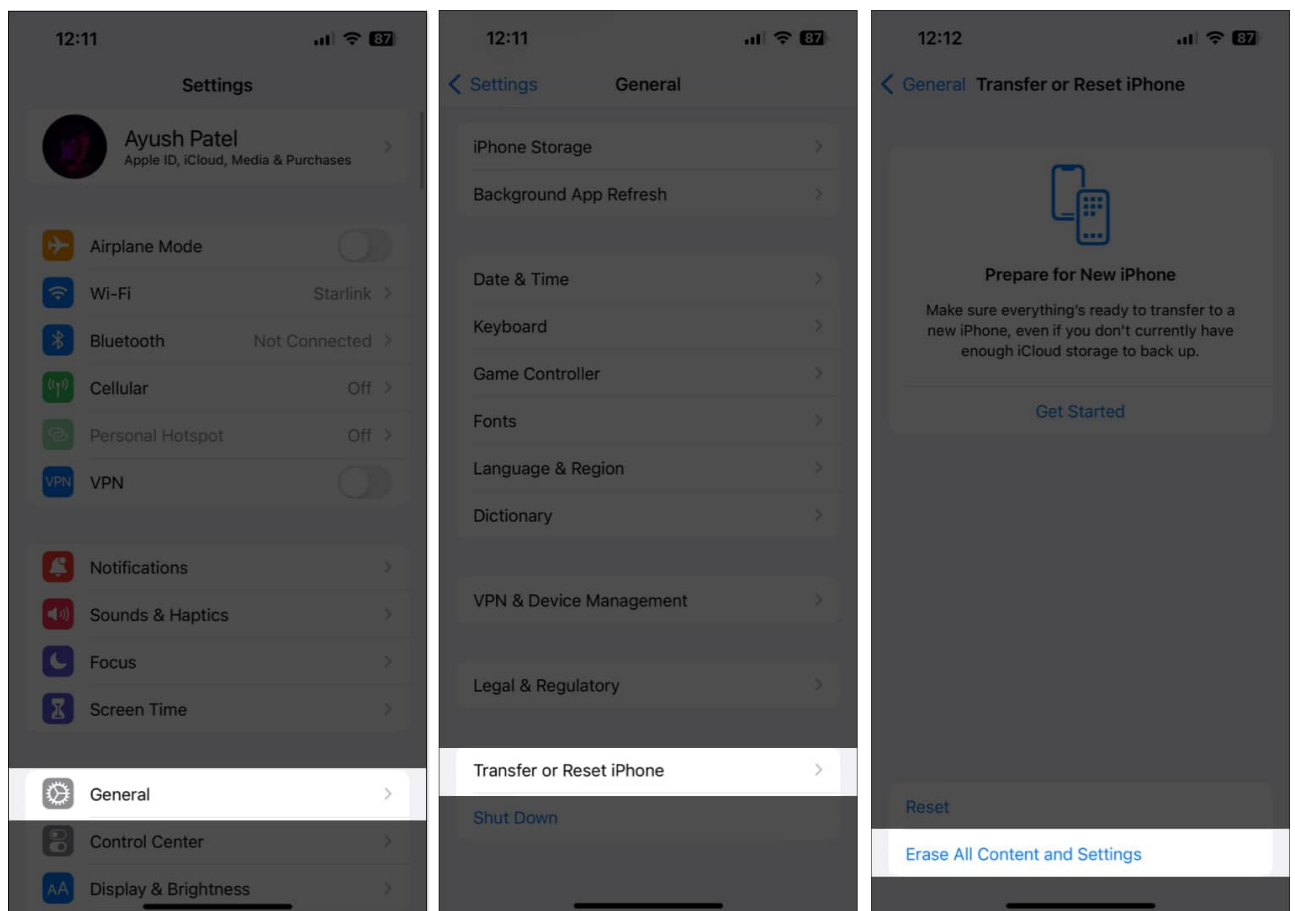 12:11
87
Settings
Ayush Patel
Apple ID, iCloud, Media & Purchases
Airplane Mode
Wi-Fi Starlink
Bluetooth Not Connected
Cellular Off
Personal Hotspot Off
VPN VPN
Notifications
Sounds & Haptics
Focus
Screen Time
General
Control Center
AA Display & Brightness
12:11
87
Settings General
iPhone Storage
Background App Refresh
Date & Time
Keyboard
Game Controller
Fonts
Language & Region
Dictionary
VPN & Device Management
Legal & Regulatory
Transfer or Reset iPhone
Shut Down
12:12
87
General Transfer or Reset iPhone
Prepare for New iPhone
Make sure everything's ready to transfer to a
new iPhone, even if you don't currently have
enough iCloud storage to back up.
Get Started
Reset
Erase All Content and Settings